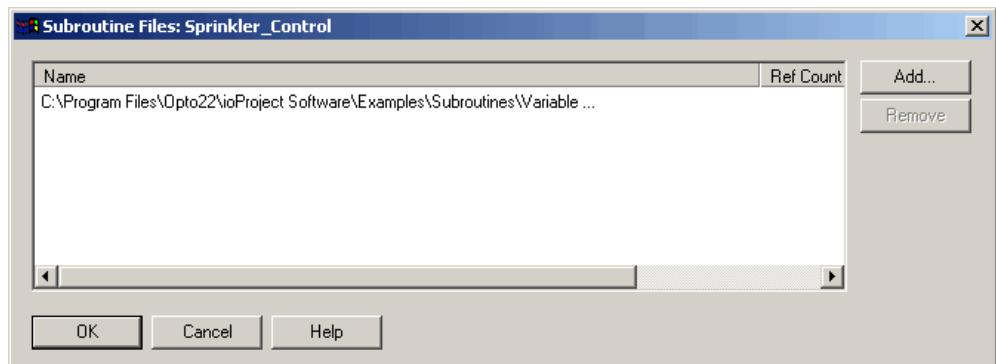 Subroutine Files: Sprinkler_Control
Name Ref Count
C:\Program Files\Opto22\ioProject Software\Examples\Subroutines\Variable ...
Add...
Remove
OK Cancel Help